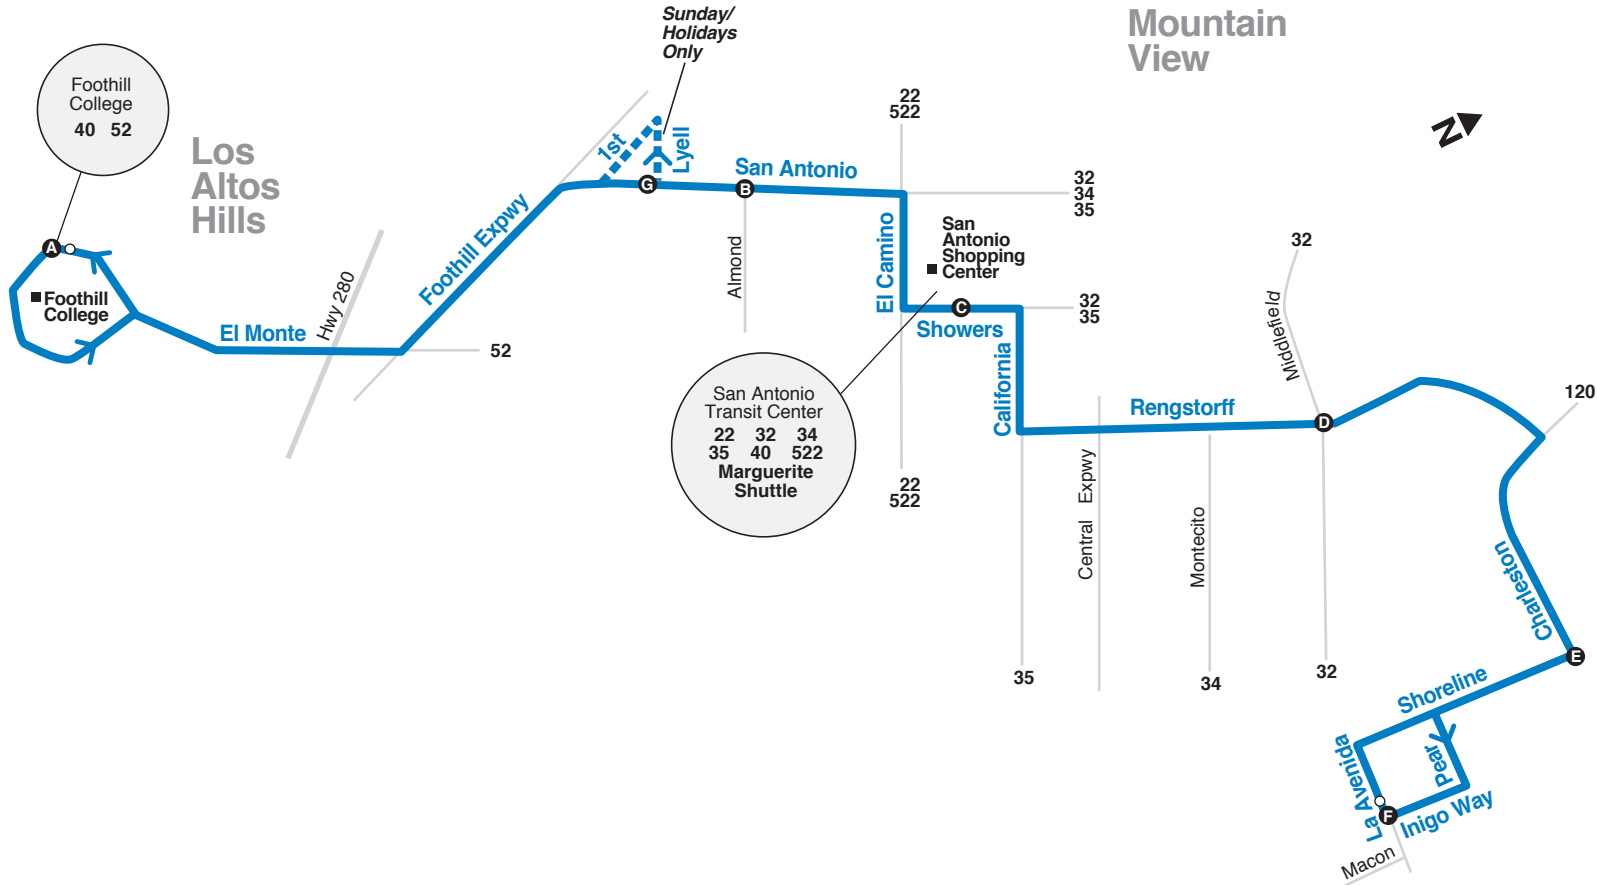 Sunday/
Holidays
Only
Mountain
View
Foothill
College
40 52
Los
Altos
Hills
22
522
N
1st
Lyell
San Antonio
32
34
35
A
G
B
Foothill Expwy
Almond
El Camino
San
Antonio
Shopping
Center
32
Foothill
College
Hwy 280
El Monte
52
C
Showers
32
35
California
Middlefield
San Antonio
Transit Center
22 32 34
35 40 522
Marguerite
Shuttle
Rengstorff
D
120
22
522
Central Expwy
Montecito
Charleston
35
34
32
E
Shoreline
La Avenida
Pear
Inigo Way
F
Macon